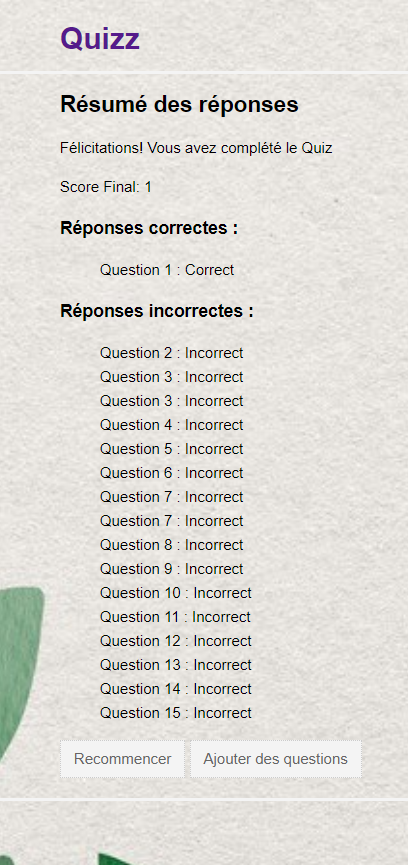 Quizz
Résumé des réponses
Félicitations! Vous avez complété le Quiz
Score Final: 1
Réponses correctes :
Question 1 : Correct
Réponses incorrectes :
Question 2 : Incorrect
Question 3 : Incorrect
Question 3 : Incorrect
Question 4 : Incorrect
Question 5 : Incorrect
Question 6 : Incorrect
Question 7 : Incorrect
Question 7 : Incorrect
Question 8 : Incorrect
Question 9 : Incorrect
Question 10 : Incorrect
Question 11 : Incorrect
Question 12 : Incorrect
Question 13 : Incorrect
Question 14 : Incorrect
Question 15 : Incorrect
Recommencer Ajouter des questions